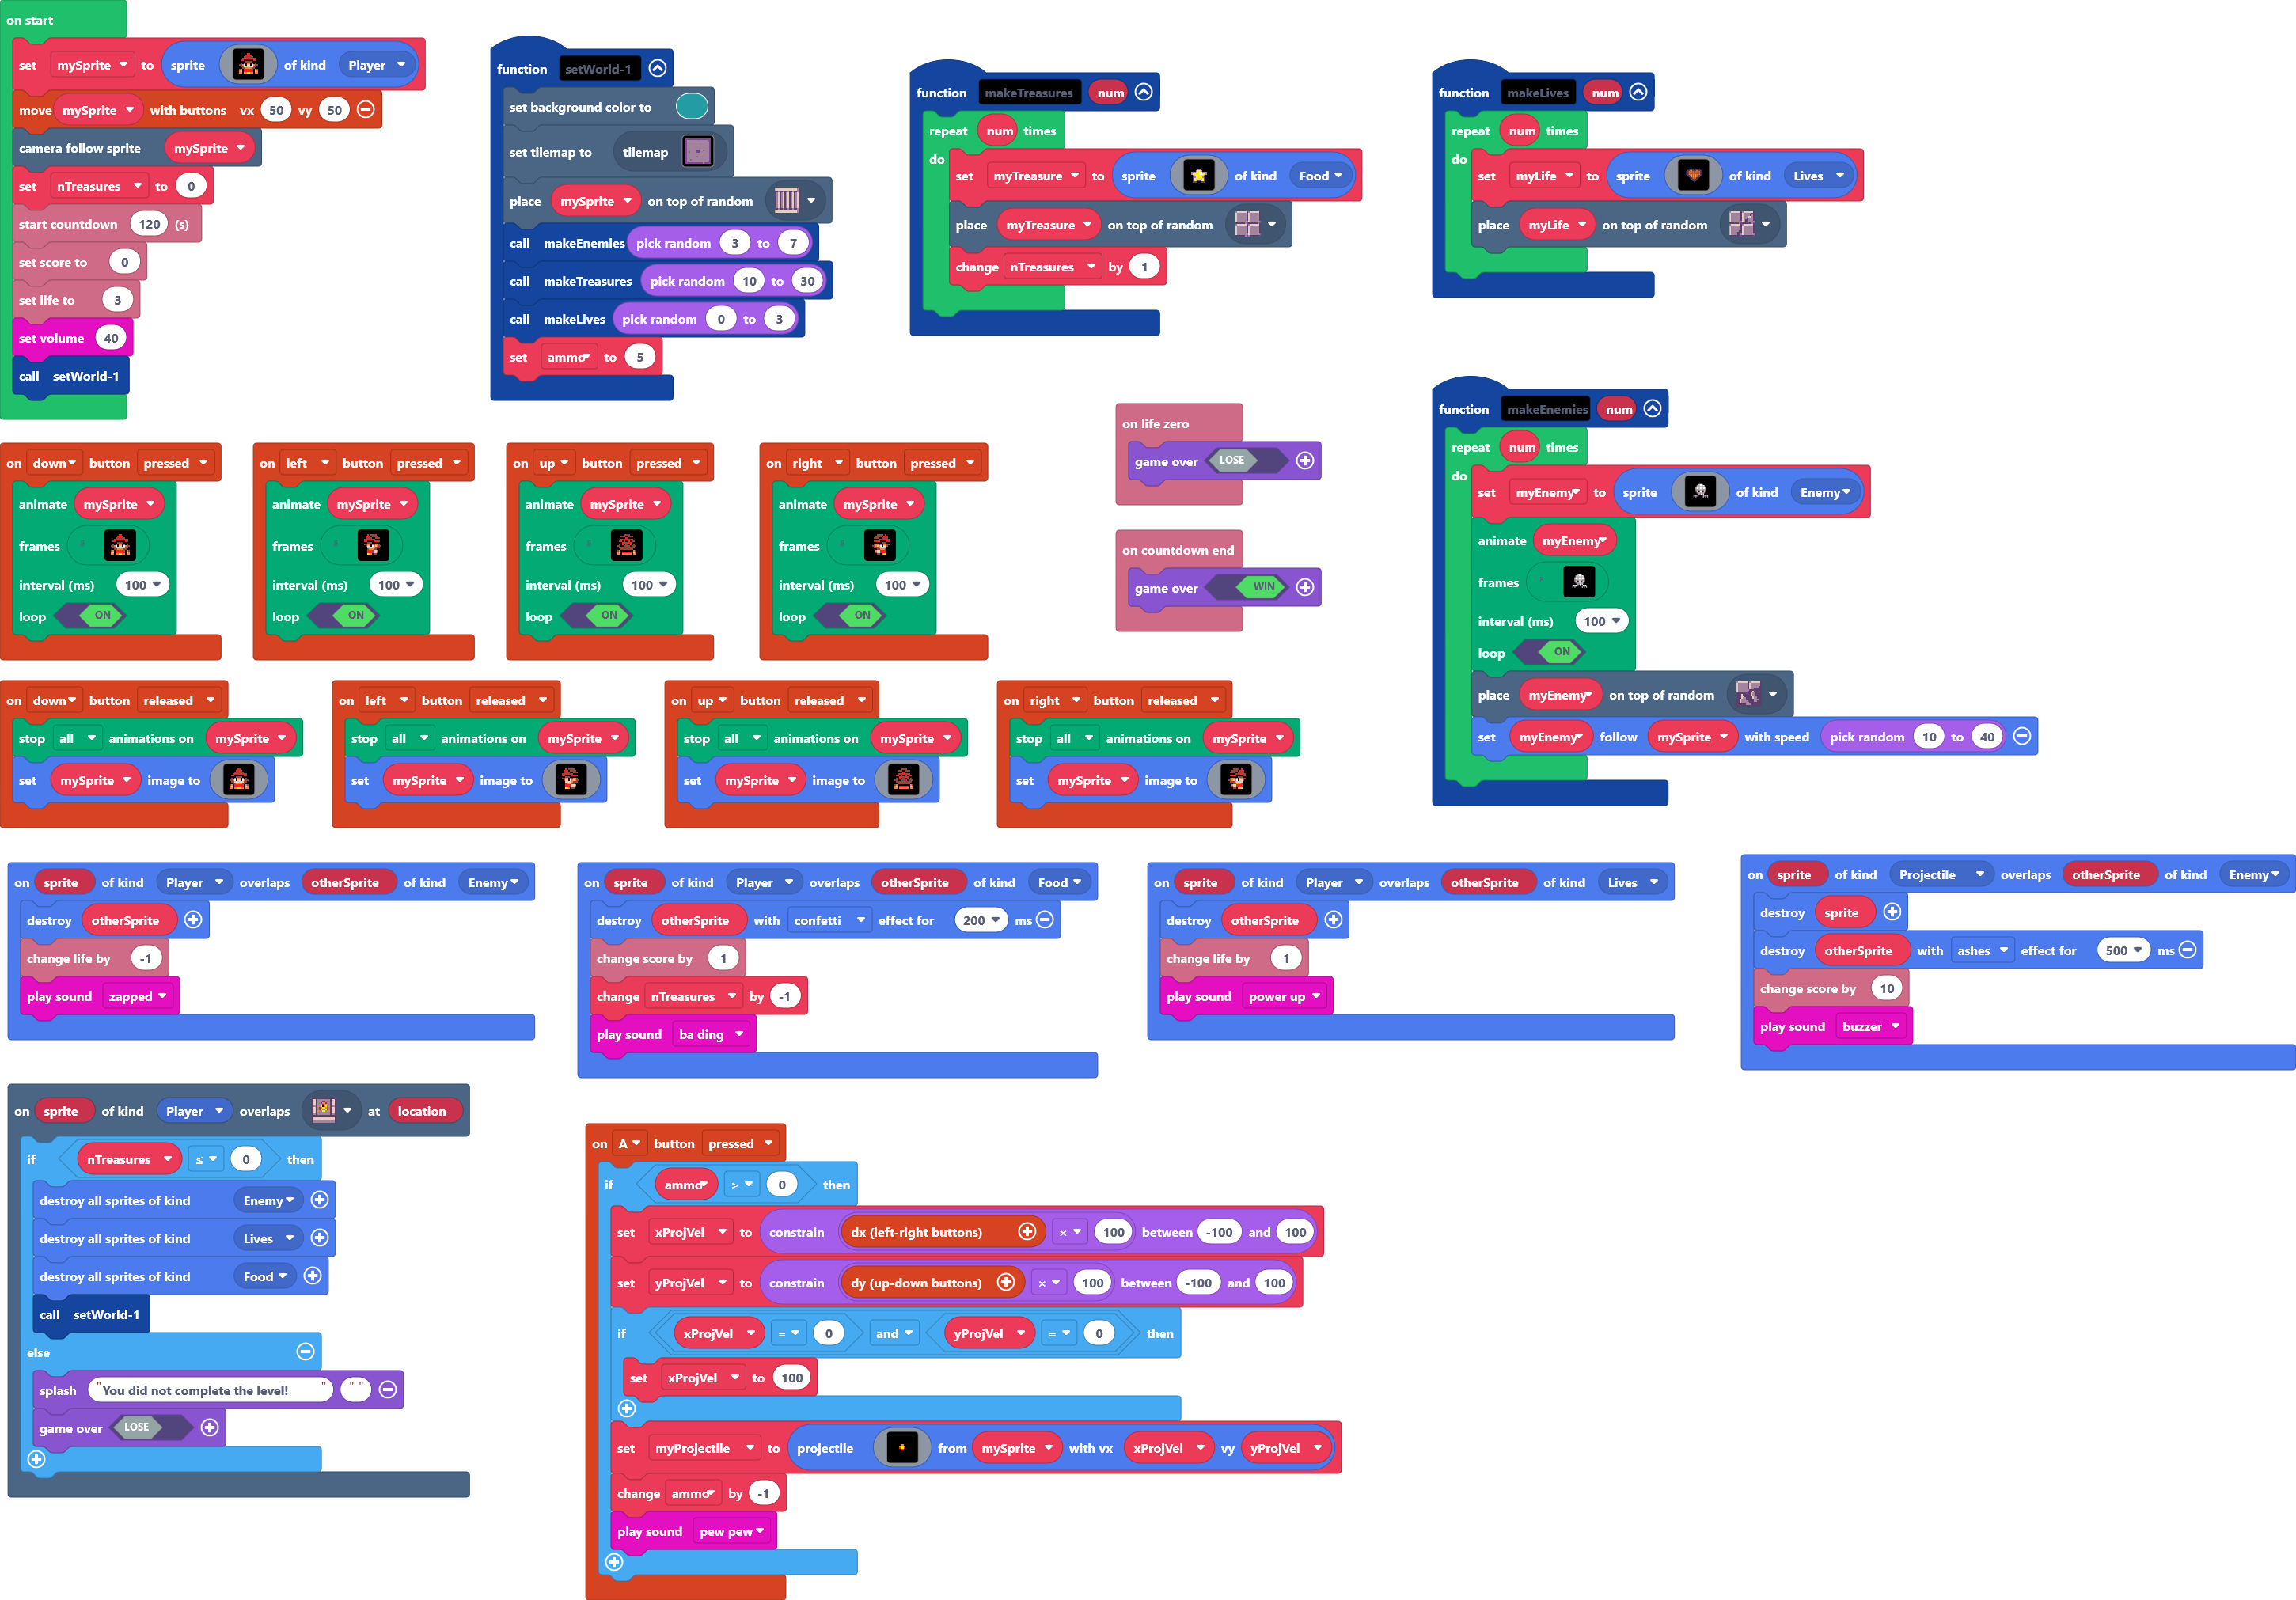 on start
set mySprite to sprite of kind Player
move mySprite with buttons vx 50 vy 50
camera follow sprite mySprite
set nTreasures to 0
start countdown 120 (s)
set score to 0
set life to 3
set volume 40
call setWorld-1
function setWorld-1
set background color to
set tilemap to tilemap
place mySprite on top of random
call makeEnemies pick random 3 to 7
call makeTreasures pick random 10 to 30
call makeLives pick random 0 to 3
set ammo to 5
function makeTreasures num
repeat num times
do
set myTreasure to sprite of kind Food
place myTreasure on top of random
change nTreasures by 1
function makeLives num
repeat num times
do
set myLife to sprite of kind Lives
place myLife on top of random
on life zero
game over LOSE
on countdown end
game over WIN
function makeEnemies num
repeat num times
do
set myEnemy to sprite of kind Enemy
animate myEnemy
frames
interval (ms) 100
loop ON
place myEnemy on top of random
set myEnemy follow mySprite with speed pick random 10 to 40
on down button pressed
animate mySprite
frames
interval (ms) 100
loop ON
on left button pressed
animate mySprite
frames
interval (ms) 100
loop ON
on up button pressed
animate mySprite
frames
interval (ms) 100
loop ON
on right button pressed
animate mySprite
frames
interval (ms) 100
loop ON
on down button released
stop all animations on mySprite
set mySprite image to
on left button released
stop all animations on mySprite
set mySprite image to
on up button released
stop all animations on mySprite
set mySprite image to
on right button released
stop all animations on mySprite
set mySprite image to
on sprite of kind Player overlaps otherSprite of kind Enemy
destroy otherSprite
change life by -1
play sound zapped
on sprite of kind Player overlaps otherSprite of kind Food
destroy otherSprite with confetti effect for 200 ms
change score by 1
change nTreasures by -1
play sound ba ding
on sprite of kind Player overlaps otherSprite of kind Lives
destroy otherSprite
change life by 1
play sound power up
on sprite of kind Projectile overlaps otherSprite of kind Enemy
destroy sprite
destroy otherSprite with ashes effect for 500 ms
change score by 10
play sound buzzer
on sprite of kind Player overlaps at location
if nTreasures ≤ 0 then
destroy all sprites of kind Enemy
destroy all sprites of kind Lives
destroy all sprites of kind Food
call setWorld-1
else
splash "You did not complete the level! " " "
game over LOSE
on A button pressed
if ammo > 0 then
set xProjVel to constrain dx (left-right buttons) × 100 between -100 and 100
set yProjVel to constrain dy (up-down buttons) × 100 between -100 and 100
if xProjVel = 0 and yProjVel = 0 then
set xProjVel to 100
set myProjectile to projectile from mySprite with vx xProjVel vy yProjVel
change ammo by -1
play sound pew pew